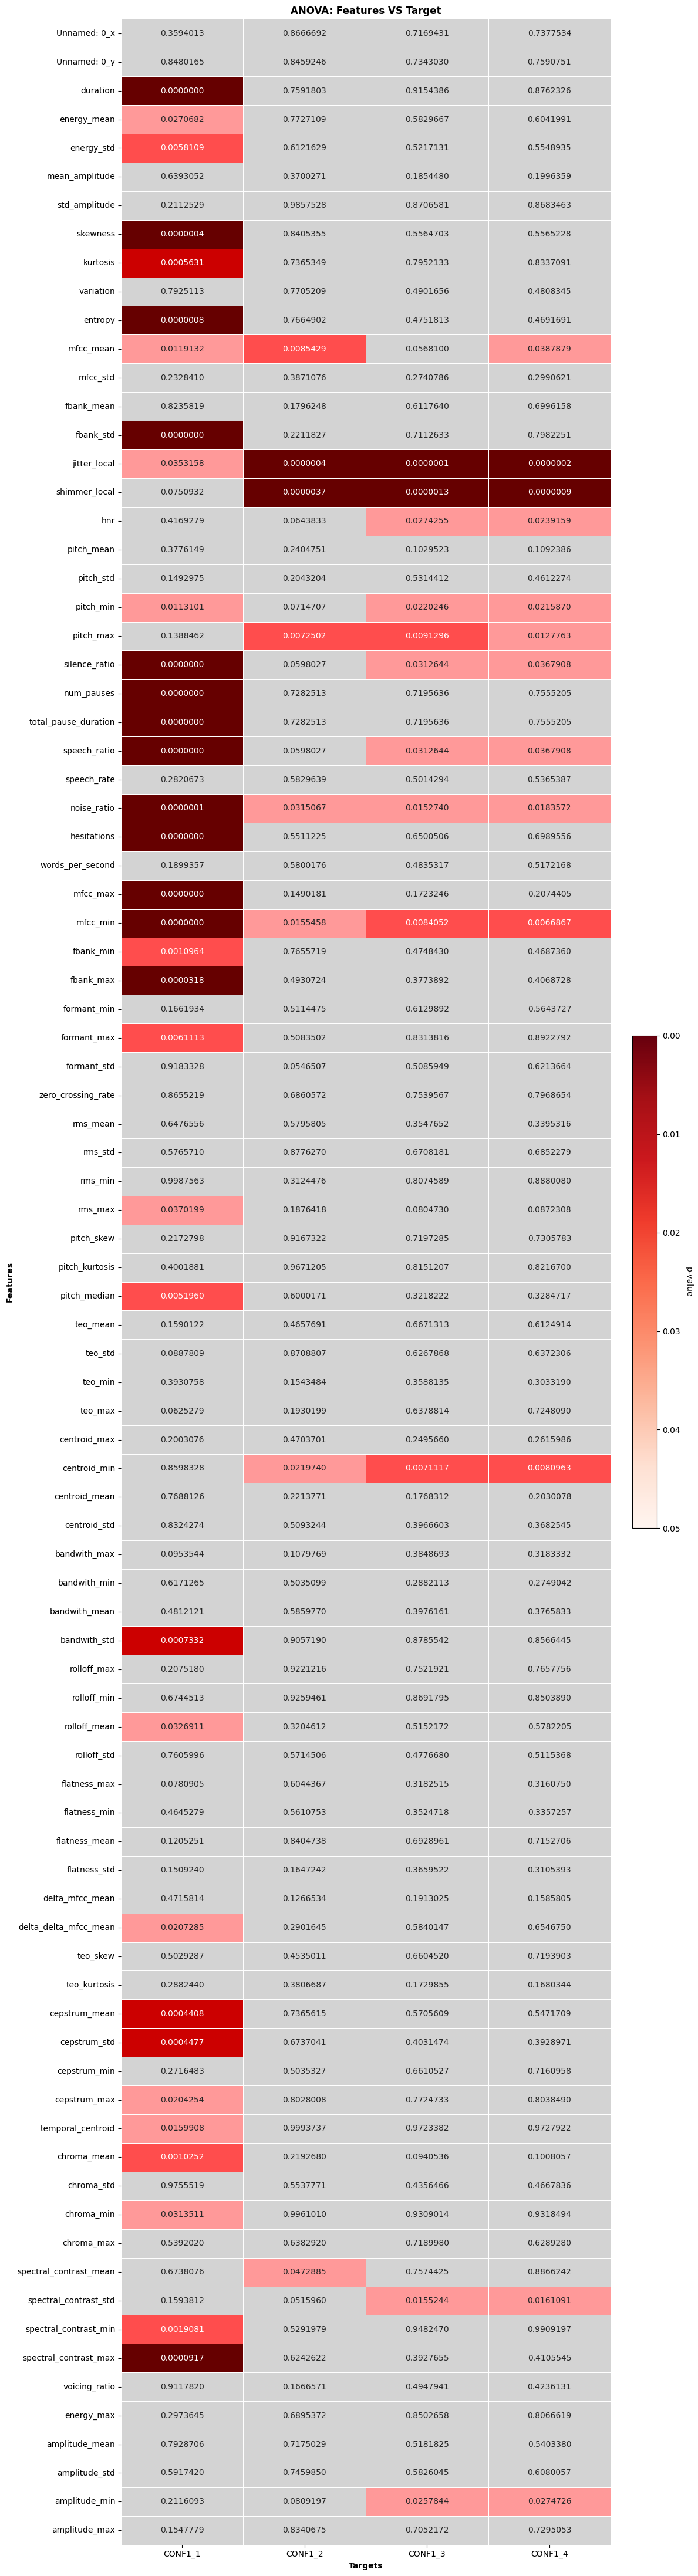 ANOVA: Features VS Target
Unnamed: 0_x 0.3594013 0.8666692 0.7169431 0.7377534
Unnamed: 0_y 0.8480165 0.8459246 0.7343030 0.7590751
duration 0.0000000 0.7591803 0.9154386 0.8762326
energy_mean 0.0270682 0.7727109 0.5829667 0.6041991
energy_std 0.0058109 0.6121629 0.5217131 0.5548935
mean_amplitude 0.6393052 0.3700271 0.1854480 0.1996359
std_amplitude 0.2112529 0.9857528 0.8706581 0.8683463
skewness 0.0000004 0.8405355 0.5564703 0.5565228
kurtosis 0.0005631 0.7365349 0.7952133 0.8337091
variation 0.7925113 0.7705209 0.4901656 0.4808345
entropy 0.0000008 0.7664902 0.4751813 0.4691691
mfcc_mean 0.0119132 0.0085429 0.0568100 0.0387879
mfcc_std 0.2328410 0.3871076 0.2740786 0.2990621
fbank_mean 0.8235819 0.1796248 0.6117640 0.6996158
fbank_std 0.0000000 0.2211827 0.7112633 0.7982251
jitter_local 0.0353158 0.0000004 0.0000001 0.0000002
shimmer_local 0.0750932 0.0000037 0.0000013 0.0000009
hnr 0.4169279 0.0643833 0.0274255 0.0239159
pitch_mean 0.3776149 0.2404751 0.1029523 0.1092386
pitch_std 0.1492975 0.2043204 0.5314412 0.4612274
pitch_min 0.0113101 0.0714707 0.0220246 0.0215870
pitch_max 0.1388462 0.0072502 0.0091296 0.0127763
silence_ratio 0.0000000 0.0598027 0.0312644 0.0367908
num_pauses 0.0000000 0.7282513 0.7195636 0.7555205
total_pause_duration 0.0000000 0.7282513 0.7195636 0.7555205
speech_ratio 0.0000000 0.0598027 0.0312644 0.0367908
speech_rate 0.2820673 0.5829639 0.5014294 0.5365387
noise_ratio 0.0000001 0.0315067 0.0152740 0.0183572
hesitations 0.0000000 0.5511225 0.6500506 0.6989556
words_per_second 0.1899357 0.5800176 0.4835317 0.5172168
mfcc_max 0.0000000 0.1490181 0.1723246 0.2074405
mfcc_min 0.0000000 0.0155458 0.0084052 0.0066867
fbank_min 0.0010964 0.7655719 0.4748430 0.4687360
fbank_max 0.0000318 0.4930724 0.3773892 0.4068728
formant_min 0.1661934 0.5114475 0.6129892 0.5643727
formant_max 0.0061113 0.5083502 0.8313816 0.8922792
formant_std 0.9183328 0.0546507 0.5085949 0.6213664
zero_crossing_rate 0.8655219 0.6860572 0.7539567 0.7968654
rms_mean 0.6476556 0.5795805 0.3547652 0.3395316
rms_std 0.5765710 0.8776270 0.6708181 0.6852279
rms_min 0.9987563 0.3124476 0.8074589 0.8880080
rms_max 0.0370199 0.1876418 0.0804730 0.0872308
pitch_skew 0.2172798 0.9167322 0.7197285 0.7305783
pitch_kurtosis 0.4001881 0.9671205 0.8151207 0.8216700
pitch_median 0.0051960 0.6000171 0.3218222 0.3284717
teo_mean 0.1590122 0.4657691 0.6671313 0.6124914
teo_std 0.0887809 0.8708807 0.6267868 0.6372306
teo_min 0.3930758 0.1543484 0.3588135 0.3033190
teo_max 0.0625279 0.1930199 0.6378814 0.7248090
centroid_max 0.2003076 0.4703701 0.2495660 0.2615986
centroid_min 0.8598328 0.0219740 0.0071117 0.0080963
centroid_mean 0.7688126 0.2213771 0.1768312 0.2030078
centroid_std 0.8324274 0.5093244 0.3966603 0.3682545
bandwith_max 0.0953544 0.1079769 0.3848693 0.3183332
bandwith_min 0.6171265 0.5035099 0.2882113 0.2749042
bandwith_mean 0.4812121 0.5859770 0.3976161 0.3765833
bandwith_std 0.0007332 0.9057190 0.8785542 0.8566445
rolloff_max 0.2075180 0.9221216 0.7521921 0.7657756
rolloff_min 0.6744513 0.9259461 0.8691795 0.8503890
rolloff_mean 0.0326911 0.3204612 0.5152172 0.5782205
rolloff_std 0.7605996 0.5714506 0.4776680 0.5115368
flatness_max 0.0780905 0.6044367 0.3182515 0.3160750
flatness_min 0.4645279 0.5610753 0.3524718 0.3357257
flatness_mean 0.1205251 0.8404738 0.6928961 0.7152706
flatness_std 0.1509240 0.1647242 0.3659522 0.3105393
delta_mfcc_mean 0.4715814 0.1266534 0.1913025 0.1585805
delta_delta_mfcc_mean 0.0207285 0.2901645 0.5840147 0.6546750
teo_skew 0.5029287 0.4535011 0.6604520 0.7193903
teo_kurtosis 0.2882440 0.3806687 0.1729855 0.1680344
cepstrum_mean 0.0004408 0.7365615 0.5705609 0.5471709
cepstrum_std 0.0004477 0.6737041 0.4031474 0.3928971
cepstrum_min 0.2716483 0.5035327 0.6610527 0.7160958
cepstrum_max 0.0204254 0.8028008 0.7724733 0.8038490
temporal_centroid 0.0159908 0.9993737 0.9723382 0.9727922
chroma_mean 0.0010252 0.2192680 0.0940536 0.1008057
chroma_std 0.9755519 0.5537771 0.4356466 0.4667836
chroma_min 0.0313511 0.9961010 0.9309014 0.9318494
chroma_max 0.5392020 0.6382920 0.7189980 0.6289280
spectral_contrast_mean 0.6738076 0.0472885 0.7574425 0.8866242
spectral_contrast_std 0.1593812 0.0515960 0.0155244 0.0161091
spectral_contrast_min 0.0019081 0.5291979 0.9482470 0.9909197
spectral_contrast_max 0.0000917 0.6242622 0.3927655 0.4105545
voicing_ratio 0.9117820 0.1666571 0.4947941 0.4236131
energy_max 0.2973645 0.6895372 0.8502658 0.8066619
amplitude_mean 0.7928706 0.7175029 0.5181825 0.5403380
amplitude_std 0.5917420 0.7459850 0.5826045 0.6080057
amplitude_min 0.2116093 0.0809197 0.0257844 0.0274726
amplitude_max 0.1547779 0.8340675 0.7052172 0.7295053
CONF1_1 CONF1_2 CONF1_3 CONF1_4
Targets
Features
0.00
0.01
0.02
0.03
0.04
0.05
p-value